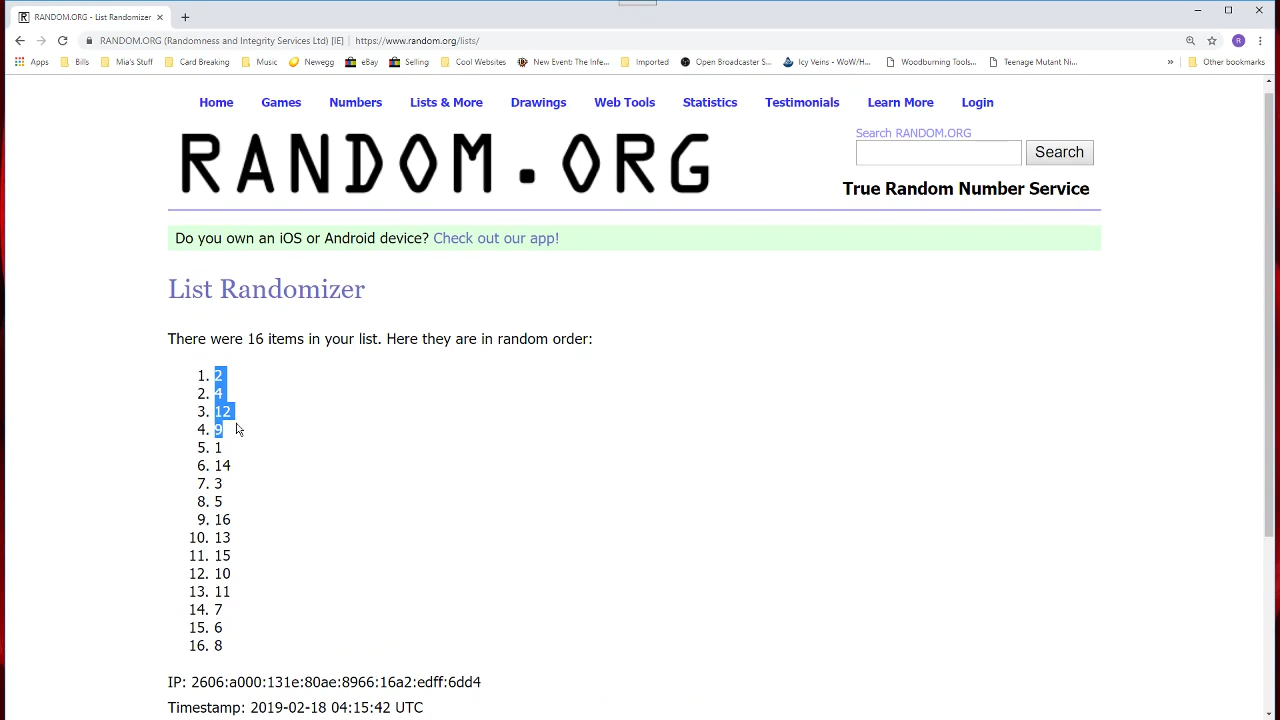 RANDOM.ORG - List Randomizer
RANDOM.ORG (Randomness and Integrity Services Ltd) [IE] | https://www.random.org/lists/
Apps Bills Mia's Stuff Card Breaking Music Newegg eBay Selling Cool Websites New Event: The Infe... Imported Open Broadcaster S... Icy Veins - WoW/H... Woodburning Tools,... Teenage Mutant Ni... » Other bookmarks
Home Games Numbers Lists & More Drawings Web Tools Statistics Testimonials Learn More Login
RANDOM.ORG
Search RANDOM.ORG
Search
True Random Number Service
Do you own an iOS or Android device? Check out our app!
List Randomizer
There were 16 items in your list. Here they are in random order:
1. 2
2. 4
3. 12
4. 9
5. 1
6. 14
7. 3
8. 5
9. 16
10. 13
11. 15
12. 10
13. 11
14. 7
15. 6
16. 8
IP: 2606:a000:131e:80ae:8966:16a2:edff:6dd4
Timestamp: 2019-02-18 04:15:42 UTC